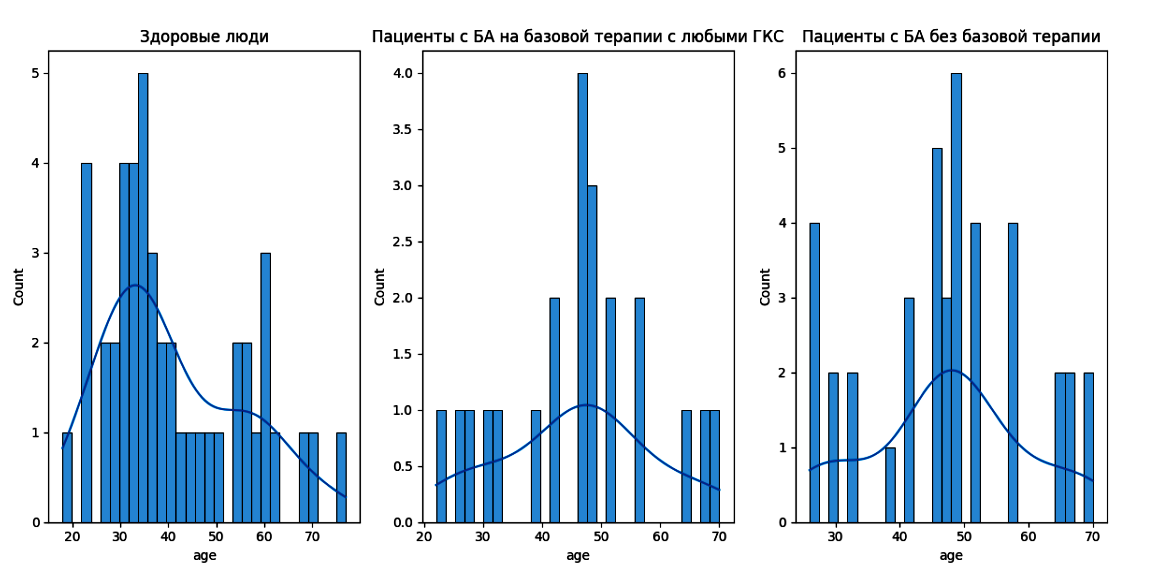 Здоровые люди
Пациенты с БА на базовой терапии с любыми ГКС
Пациенты с БА без базовой терапии
5
4
3
2
1
0
Count
20 30 40 50 60 70
age
4.0
3.5
3.0
2.5
2.0
1.5
1.0
0.5
0.0
Count
20 30 40 50 60 70
age
6
5
4
3
2
1
0
Count
30 40 50 60 70
age